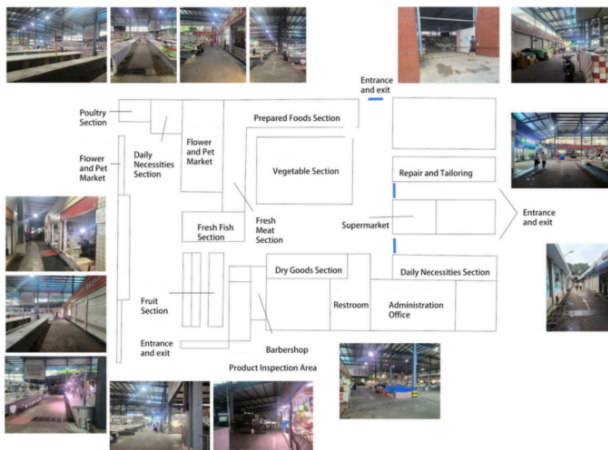 Entrance
and exit
Poultry
Section
Prepared Foods Section
Flower
and Pet
Market
Daily
Necessities
Section
Flower
and Pet
Market
Vegetable Section
Repair and Tailoring
Fresh Fish
Section
Fresh
Meat
Section
Supermarket
Entrance
and exit
Dry Goods Section
Daily Necessities Section
Fruit
Section
Restroom
Administration
Office
Entrance
and exit
Barbershop
Product Inspection Area